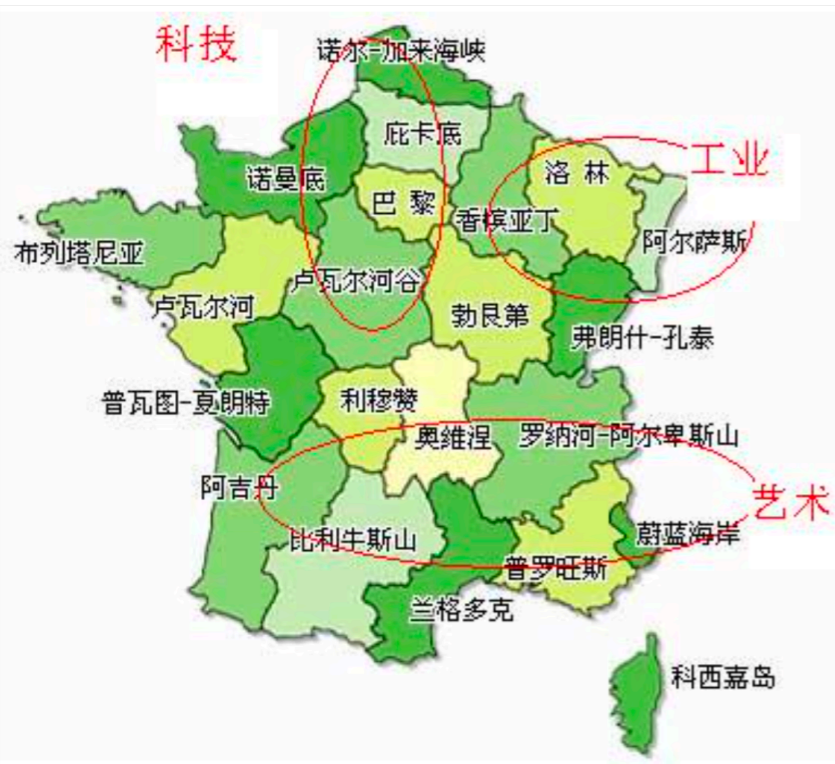 科技
诺尔-加来海峡
庇卡底
工业
洛林
诺曼底
巴黎
香槟亚丁
阿尔萨斯
布列塔尼亚
卢瓦尔河谷
卢瓦尔河
勃艮第
弗朗什-孔泰
普瓦图-夏朗特
利穆赞
奥维涅
罗纳河-阿尔卑斯山
阿吉丹
艺术
蔚蓝海岸
比利牛斯山
普罗旺斯
兰格多克
科西嘉岛